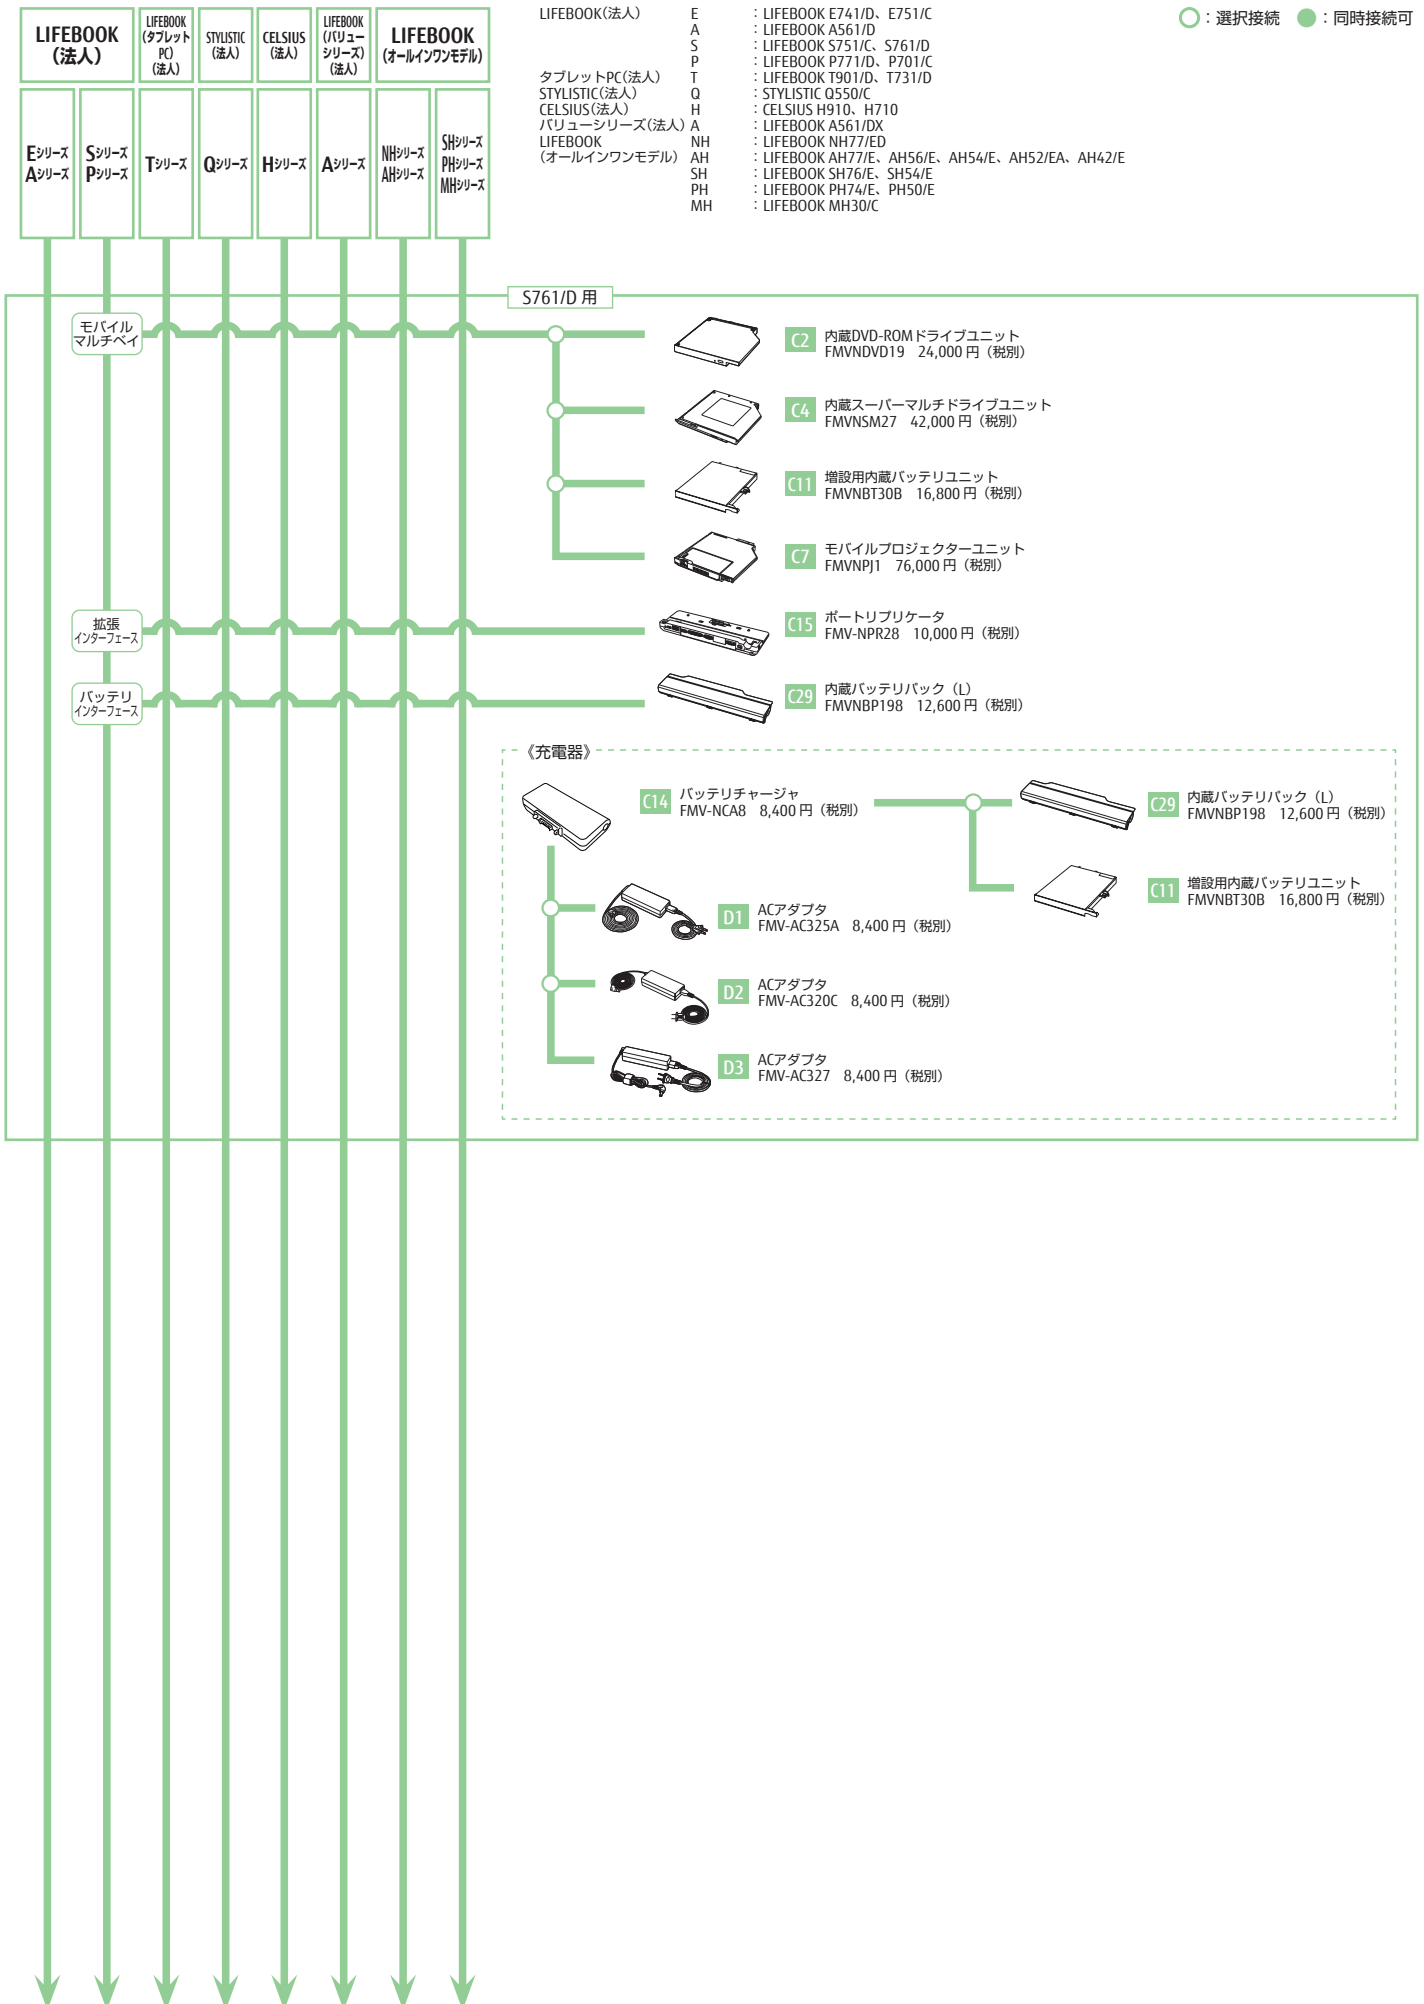 LIFEBOOK
(法人)
LIFEBOOK
(タブレット
PC)
(法人)
STYLISTIC
(法人)
CELSIUS
(法人)
LIFEBOOK
(バリュー
シリーズ)
(法人)
LIFEBOOK
(オールインワンモデル)
Eシリーズ
Aシリーズ
Sシリーズ
Pシリーズ
Tシリーズ
Qシリーズ
Hシリーズ
Aシリーズ
NHシリーズ
AHシリーズ
SHシリーズ
PHシリーズ
MHシリーズ
LIFEBOOK(法人) E : LIFEBOOK E741/D、E751/C
A : LIFEBOOK A561/D
S : LIFEBOOK S751/C、S761/D
P : LIFEBOOK P771/D、P701/C
タブレットPC(法人) T : LIFEBOOK T901/D、T731/D
STYLISTIC(法人) Q : STYLISTIC Q550/C
CELSIUS(法人) H : CELSIUS H910、H710
バリューシリーズ(法人) A : LIFEBOOK A561/DX
LIFEBOOK NH : LIFEBOOK NH77/ED
(オールインワンモデル) AH : LIFEBOOK AH77/E、AH56/E、AH54/E、AH52/EA、AH42/E
SH : LIFEBOOK SH76/E、SH54/E
PH : LIFEBOOK PH74/E、PH50/E
MH : LIFEBOOK MH30/C
○：選択接続 ●：同時接続可
S761/D 用
モバイル
マルチベイ
C2 内蔵DVD-ROMドライブユニット
FMVNDVD19 24,000 円（税別）
C4 内蔵スーパーマルチドライブユニット
FMVNSM27 42,000 円（税別）
C11 増設用内蔵バッテリユニット
FMVNBT30B 16,800 円（税別）
C7 モバイルプロジェクターユニット
FMVNPJ1 76,000 円（税別）
拡張
インターフェース
C15 ポートリプリケータ
FMV-NPR28 10,000 円（税別）
バッテリ
インターフェース
C29 内蔵バッテリパック（L）
FMVNBP198 12,600 円（税別）
《充電器》
C14 バッテリチャージャ
FMV-NCA8 8,400 円（税別）
C29 内蔵バッテリパック（L）
FMVNBP198 12,600 円（税別）
C11 増設用内蔵バッテリユニット
FMVNBT30B 16,800 円（税別）
D1 ACアダプタ
FMV-AC325A 8,400 円（税別）
D2 ACアダプタ
FMV-AC320C 8,400 円（税別）
D3 ACアダプタ
FMV-AC327 8,400 円（税別）